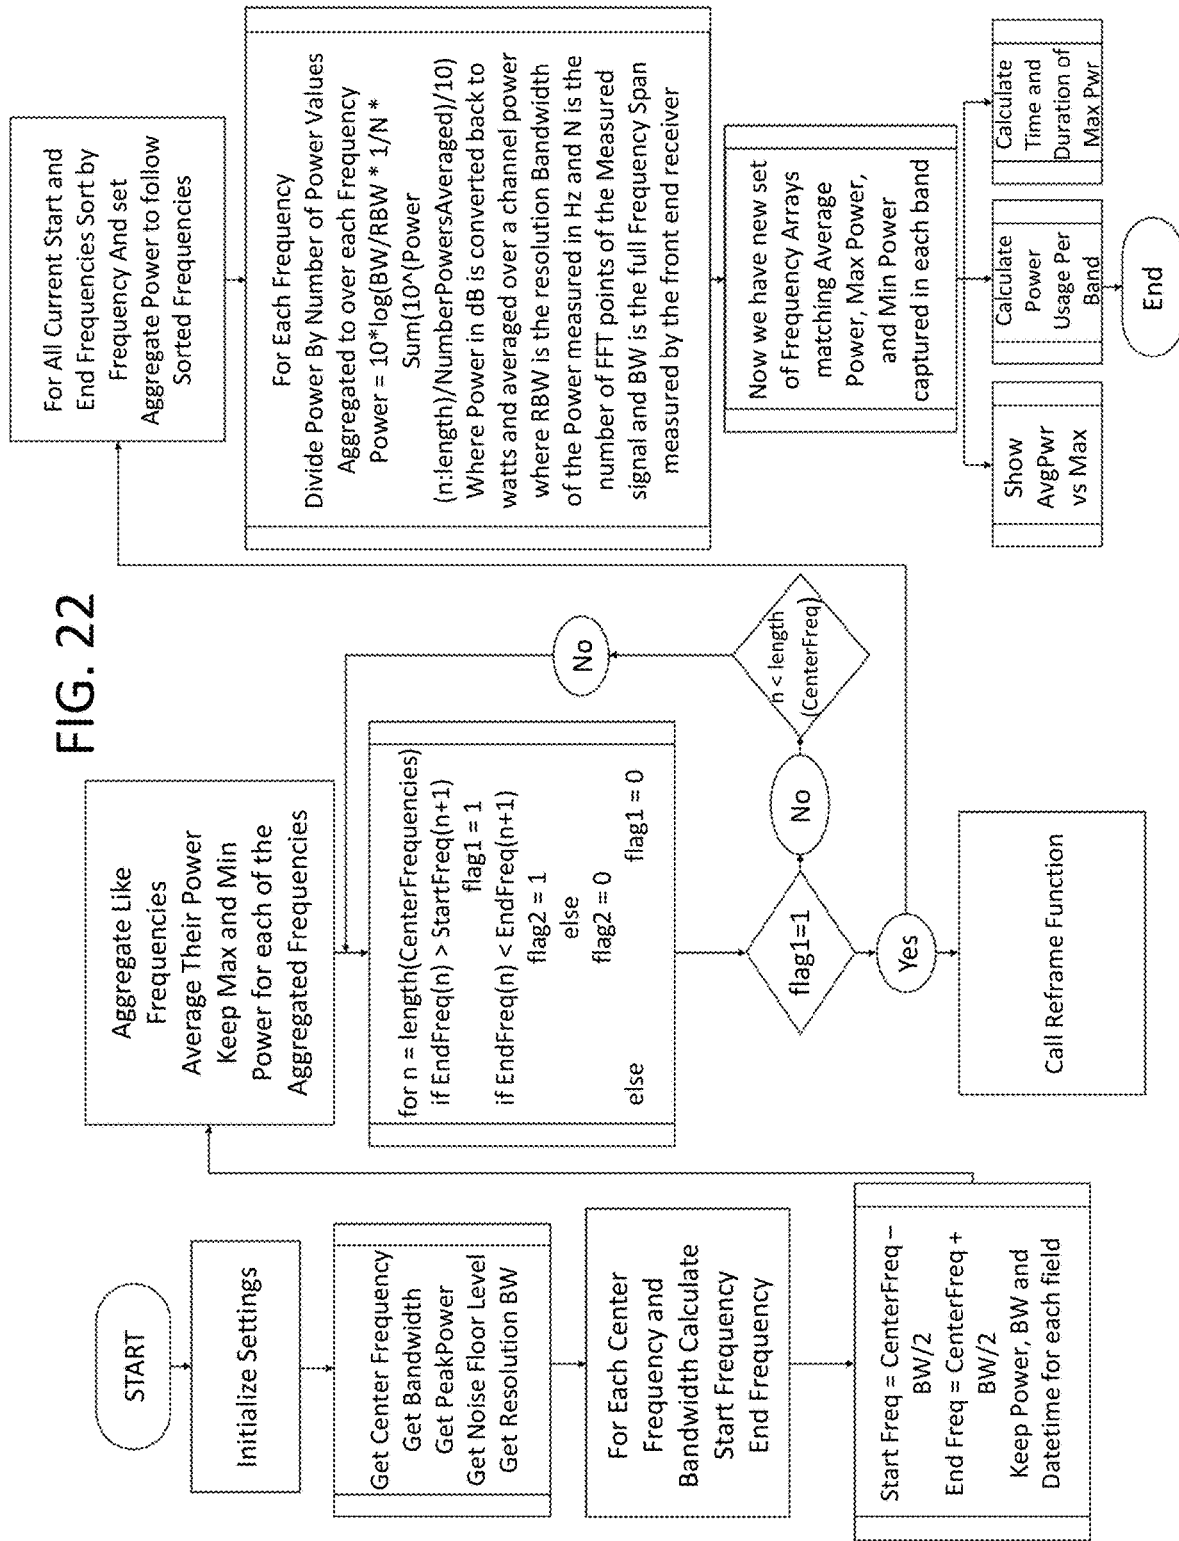 FIG. 22
START
Initialize Settings
Get Center Frequency
Get Bandwidth
Get PeakPower
Get Noise Floor Level
Get Resolution BW
For Each Center
Frequency and
Bandwidth Calculate
Start Frequency
End Frequency
Start Freq = CenterFreq –
BW/2
End Freq = CenterFreq +
BW/2
Keep Power, BW and
Datetime for each field
Aggregate Like
Frequencies
Average Their Power
Keep Max and Min
Power for each of the
Aggregated Frequencies
for n = length(CenterFrequencies)
if EndFreq(n) > StartFreq(n+1)
flag1 = 1
if EndFreq(n) < EndFreq(n+1)
flag2 = 1
else
flag2 = 0
else flag1 = 0
flag1=1
No
n < length
(CenterFreq)
No
Yes
Call Reframe Function
For All Current Start and
End Frequencies Sort by
Frequency And set
Aggregate Power to follow
Sorted Frequencies
For Each Frequency
Divide Power By Number of Power Values
Aggregated to over each Frequency
Power = 10*log(BW/RBW * 1/N *
Sum(10^(Power
(n:length)/NumberPowersAveraged)/10)
Where Power in dB is converted back to
watts and averaged over a channel power
where RBW is the resolution Bandwidth
of the Power measured in Hz and N is the
number of FFT points of the Measured
signal and BW is the full Frequency Span
measured by the front end receiver
Now we have new set
of Frequency Arrays
matching Average
Power, Max Power,
and Min Power
captured in each band
Show
AvgPwr
vs Max
Calculate
Power
Usage Per
Band
Calculate
Time and
Duration of
Max Pwr
End